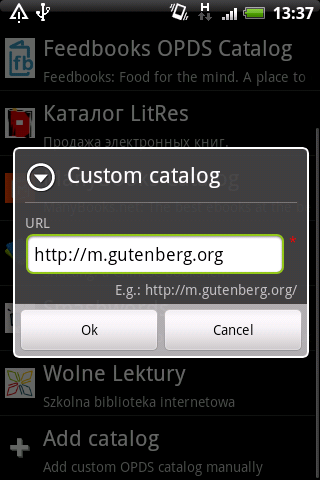 H
13:37
fb
Feedbooks OPDS Catalog
Feedbooks: Food for the mind. A place to
Каталог LitRes
Продажа электронных книг.
Custom catalog
URL
http://m.gutenberg.org
*
E.g.: http://m.gutenberg.org/
Ok
Cancel
Wolne Lektury
Szkolna biblioteka internetowa
Add catalog
Add custom OPDS catalog manually